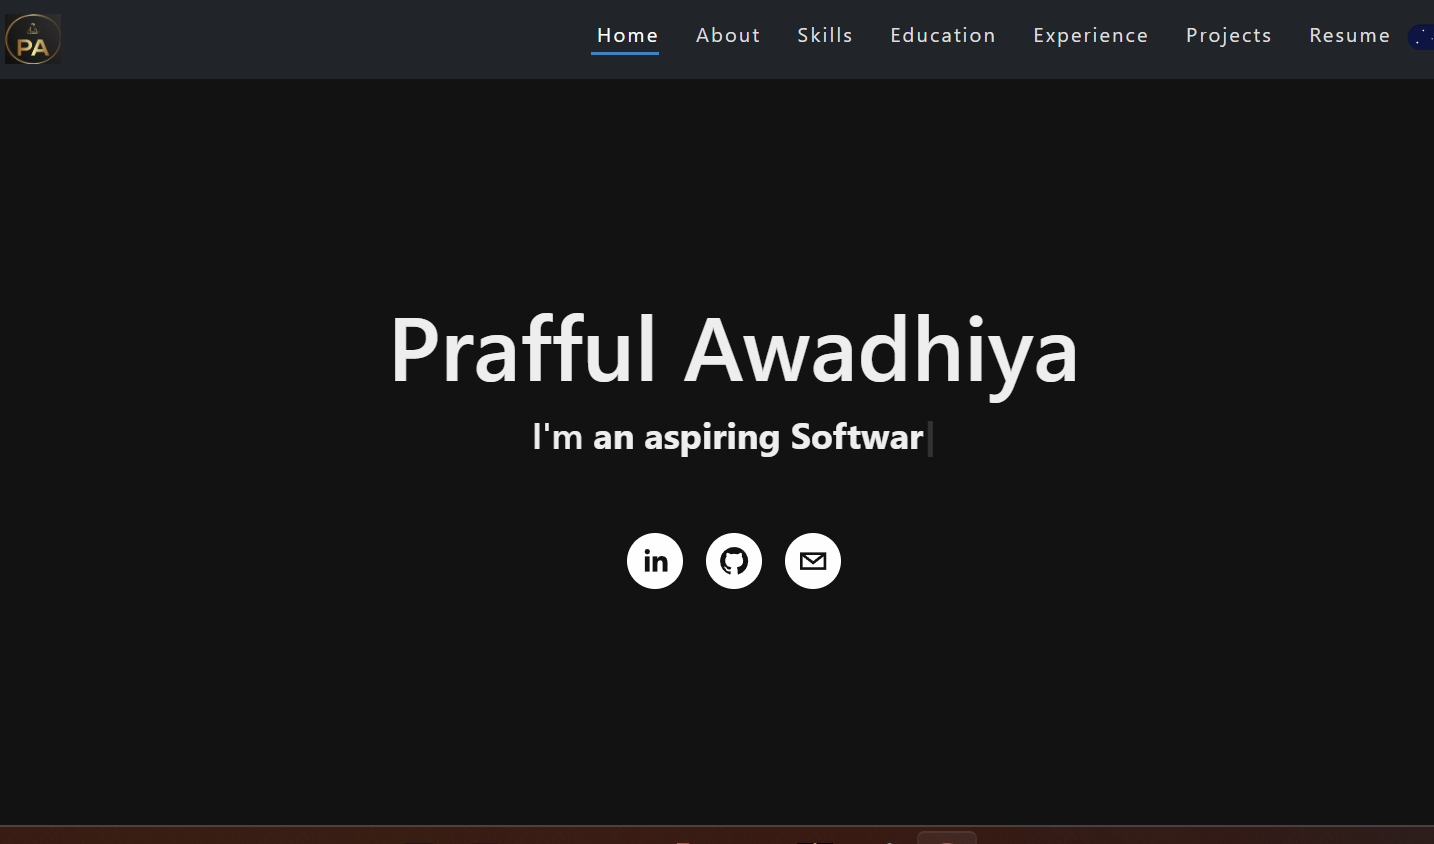 PA
Home About Skills Education Experience Projects Resume
Prafful Awadhiya
I'm an aspiring Softwar
in